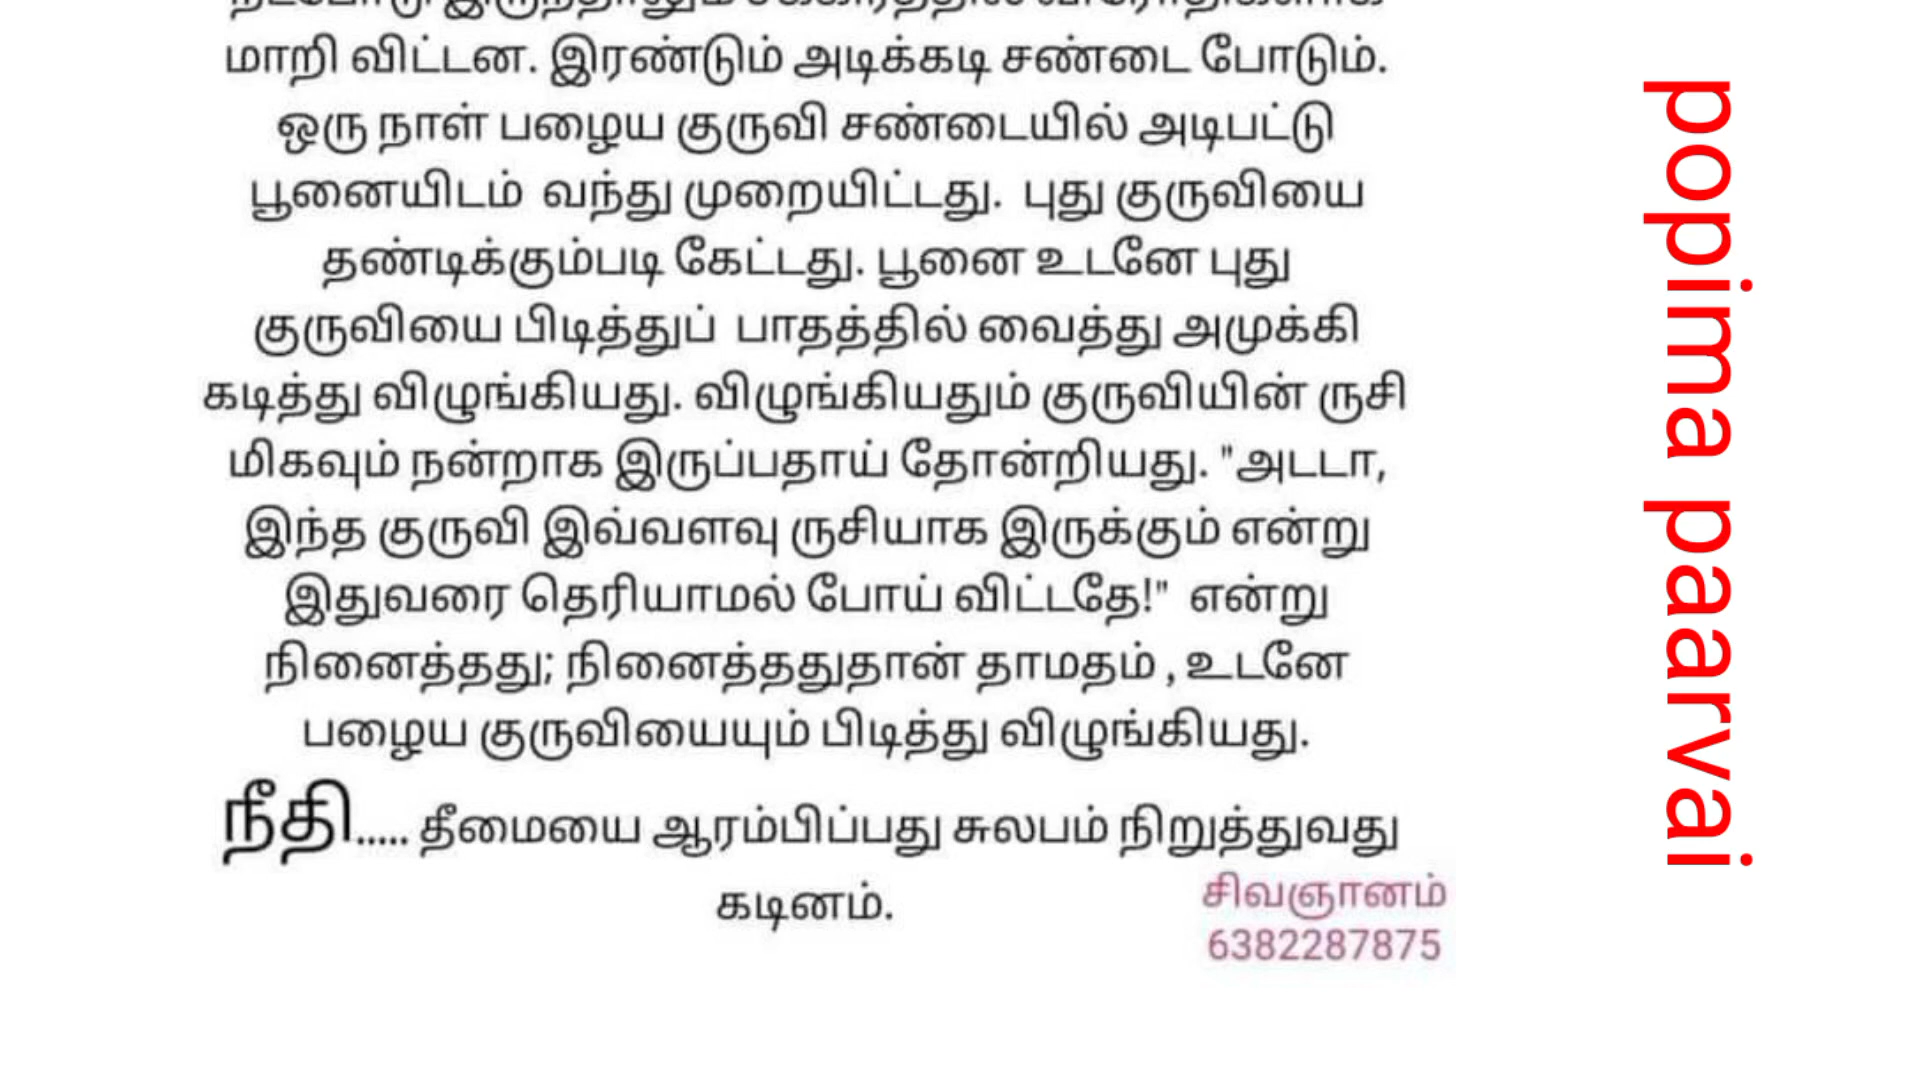 மாறி விட்டன. இரண்டும் அடிக்கடி சண்டை போடும்.
ஒரு நாள் பழைய குருவி சண்டையில் அடிபட்டு
பூனையிடம் வந்து முறையிட்டது. புது குருவியை
தண்டிக்கும்படி கேட்டது. பூனை உடனே புது
குருவியை பிடித்துப் பாதத்தில் வைத்து அமுக்கி
கடித்து விழுங்கியது. விழுங்கியதும் குருவியின் ருசி
மிகவும் நன்றாக இருப்பதாய் தோன்றியது. "அடடா,
இந்த குருவி இவ்வளவு ருசியாக இருக்கும் என்று
இதுவரை தெரியாமல் போய் விட்டதே!" என்று
நினைத்தது; நினைத்ததுதான் தாமதம் , உடனே
பழைய குருவியையும் பிடித்து விழுங்கியது.
நீதி..... தீமையை ஆரம்பிப்பது சுலபம் நிறுத்துவது
கடினம்.
சிவஞானம்
6382287875
popima paarvai